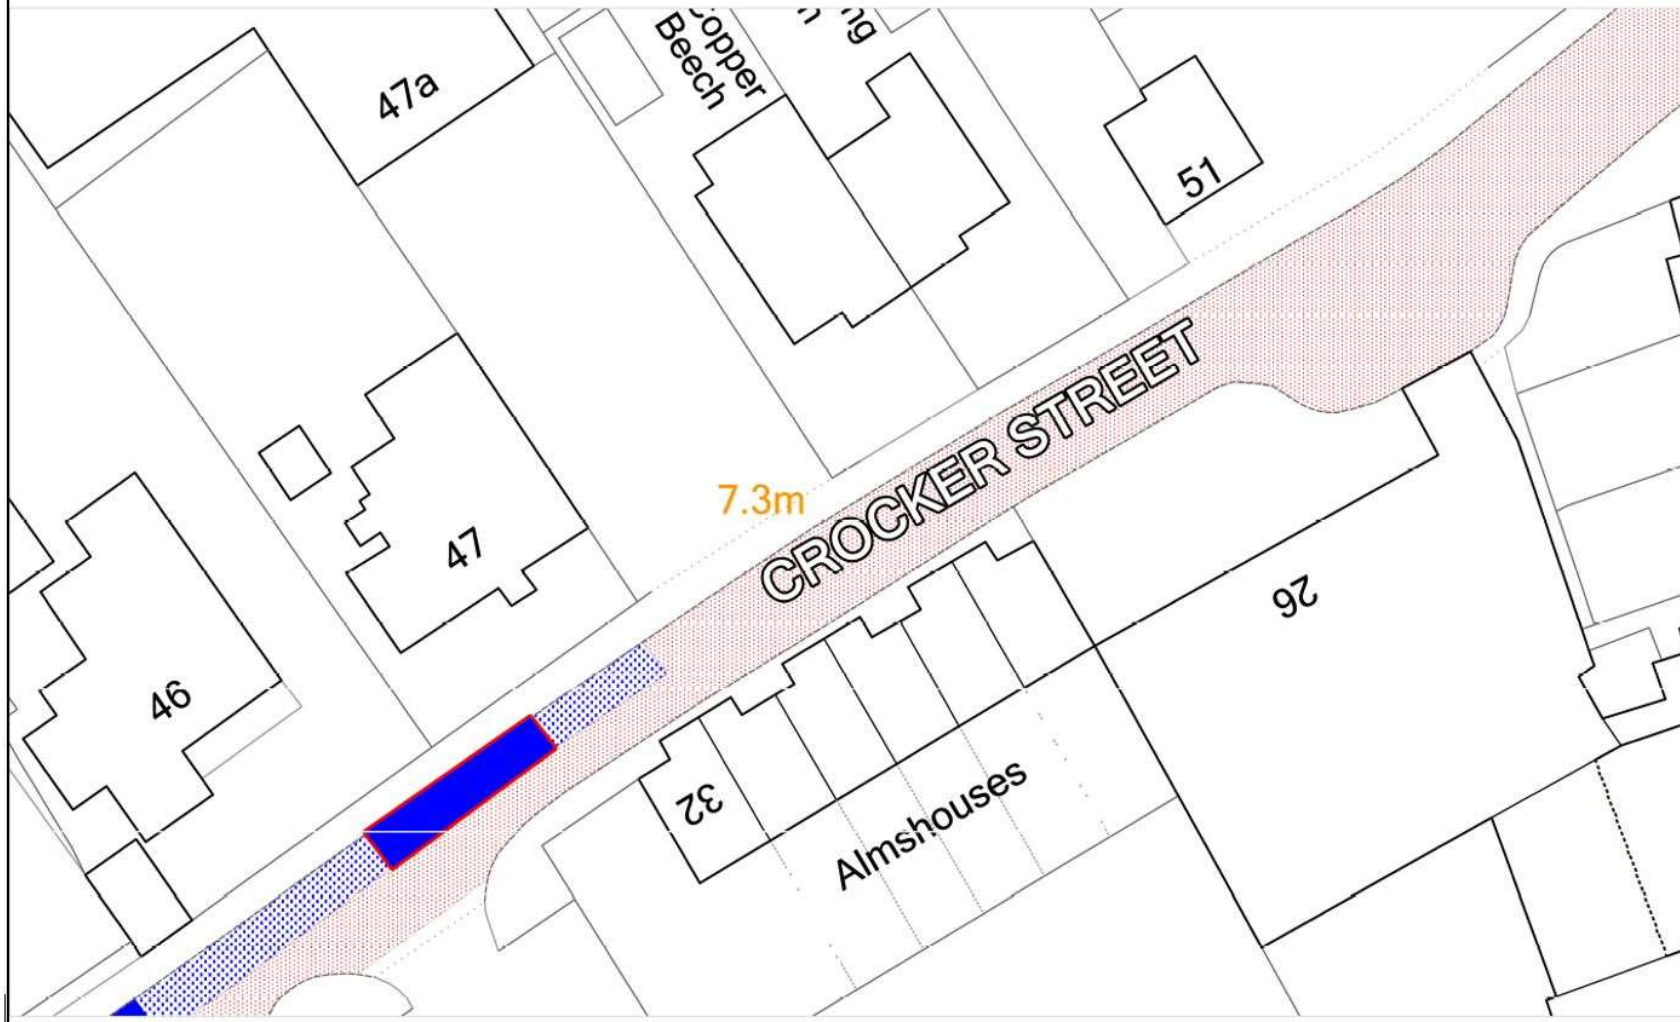 47a
Copper
Beech
51
CROCKER STREET
7.3m
47
46
26
32
Almshouses